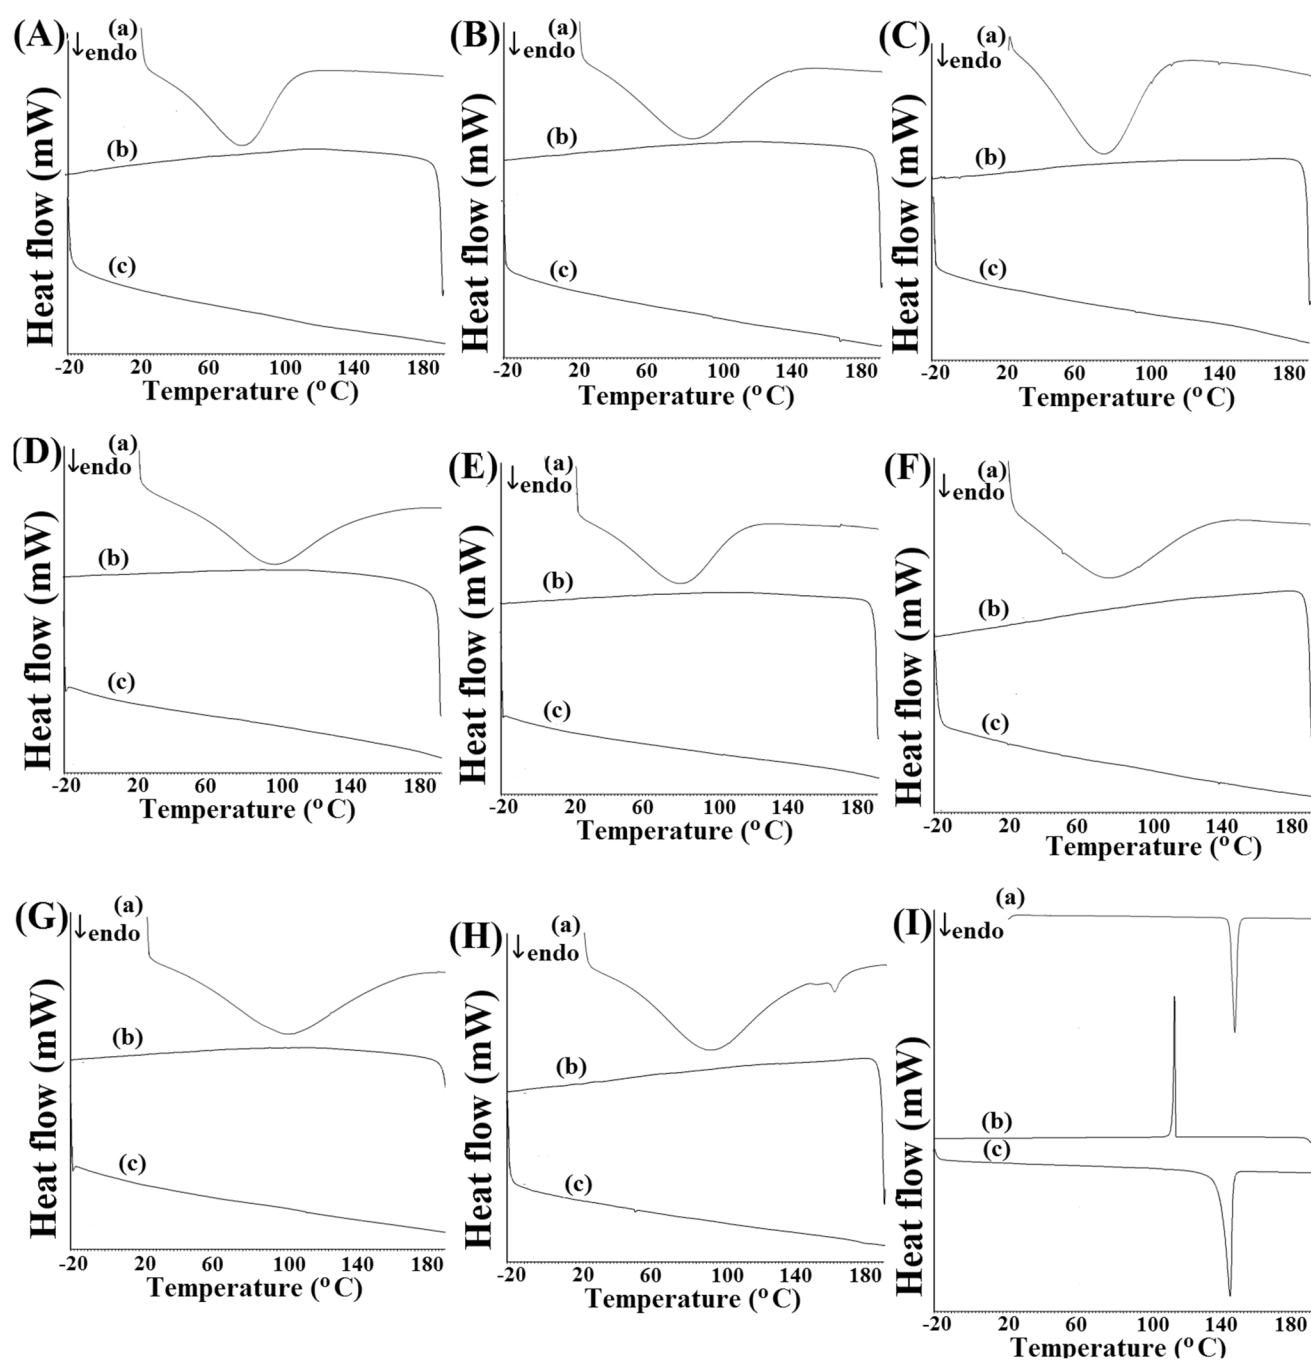 (A) ↓endo (a)
(b)
(c)
Heat flow (mW)
-20 20 60 100 140 180
Temperature (°C)
(B) ↓endo (a)
(b)
(c)
Heat flow (mW)
-20 20 60 100 140 180
Temperature (°C)
(C) ↓endo (a)
(b)
(c)
Heat flow (mW)
-20 20 60 100 140 180
Temperature (°C)
(D) ↓endo (a)
(b)
(c)
Heat flow (mW)
-20 20 60 100 140 180
Temperature (°C)
(E) ↓endo (a)
(b)
(c)
Heat flow (mW)
-20 20 60 100 140 180
Temperature (°C)
(F) ↓endo (a)
(b)
(c)
Heat flow (mW)
-20 20 60 100 140 180
Temperature (°C)
(G) ↓endo (a)
(b)
(c)
Heat flow (mW)
-20 20 60 100 140 180
Temperature (°C)
(H) ↓endo (a)
(b)
(c)
Heat flow (mW)
-20 20 60 100 140 180
Temperature (°C)
(I) ↓endo (a)
(b)
(c)
Heat flow (mW)
-20 20 60 100 140 180
Temperature (°C)